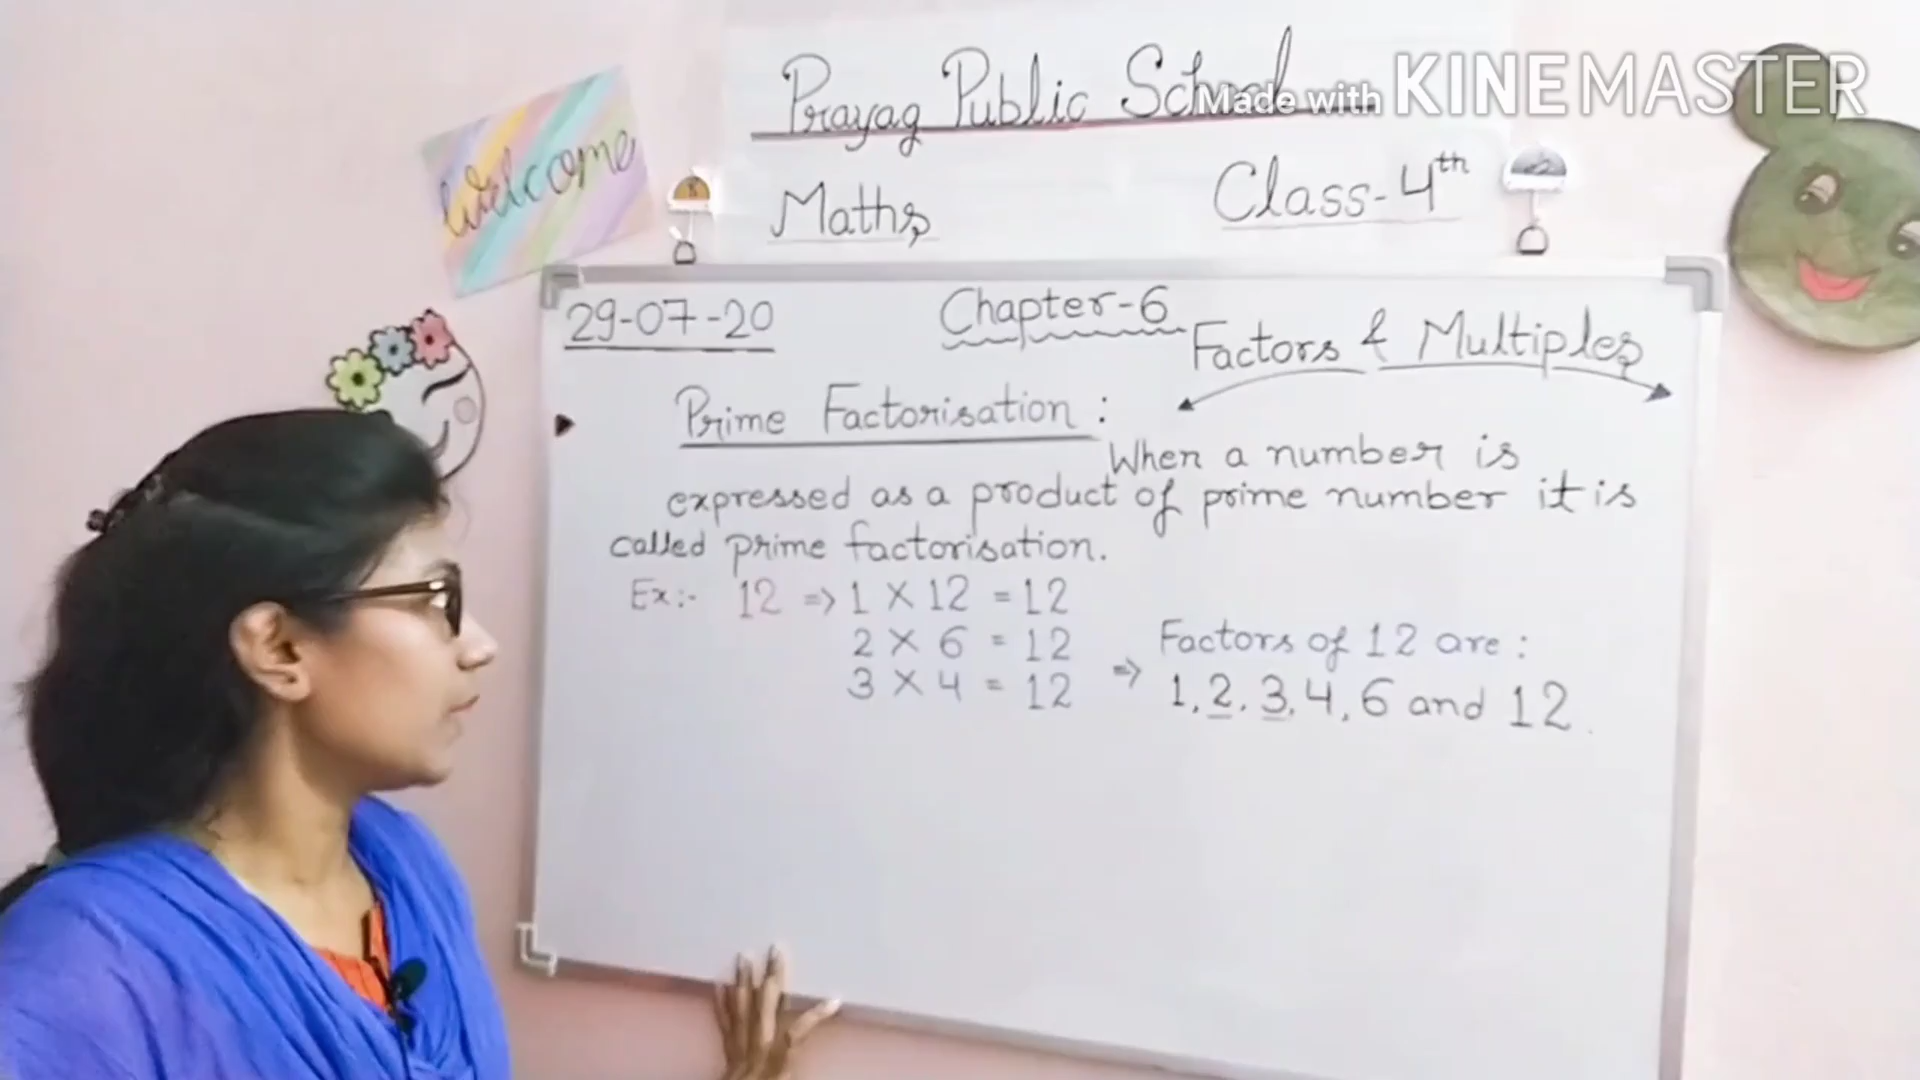 Prayag Public School
Made with KINEMASTER
welcome
Maths
Class-4th
29-07-20
Chapter-6
Factors & Multiples
Prime Factorisation :
When a number is
expressed as a product of prime number it is
called prime factorisation.
Ex:- 12 => 1 X 12 = 12
2 X 6 = 12
3 X 4 = 12
=> Factors of 12 are :
1, 2, 3, 4, 6 and 12.